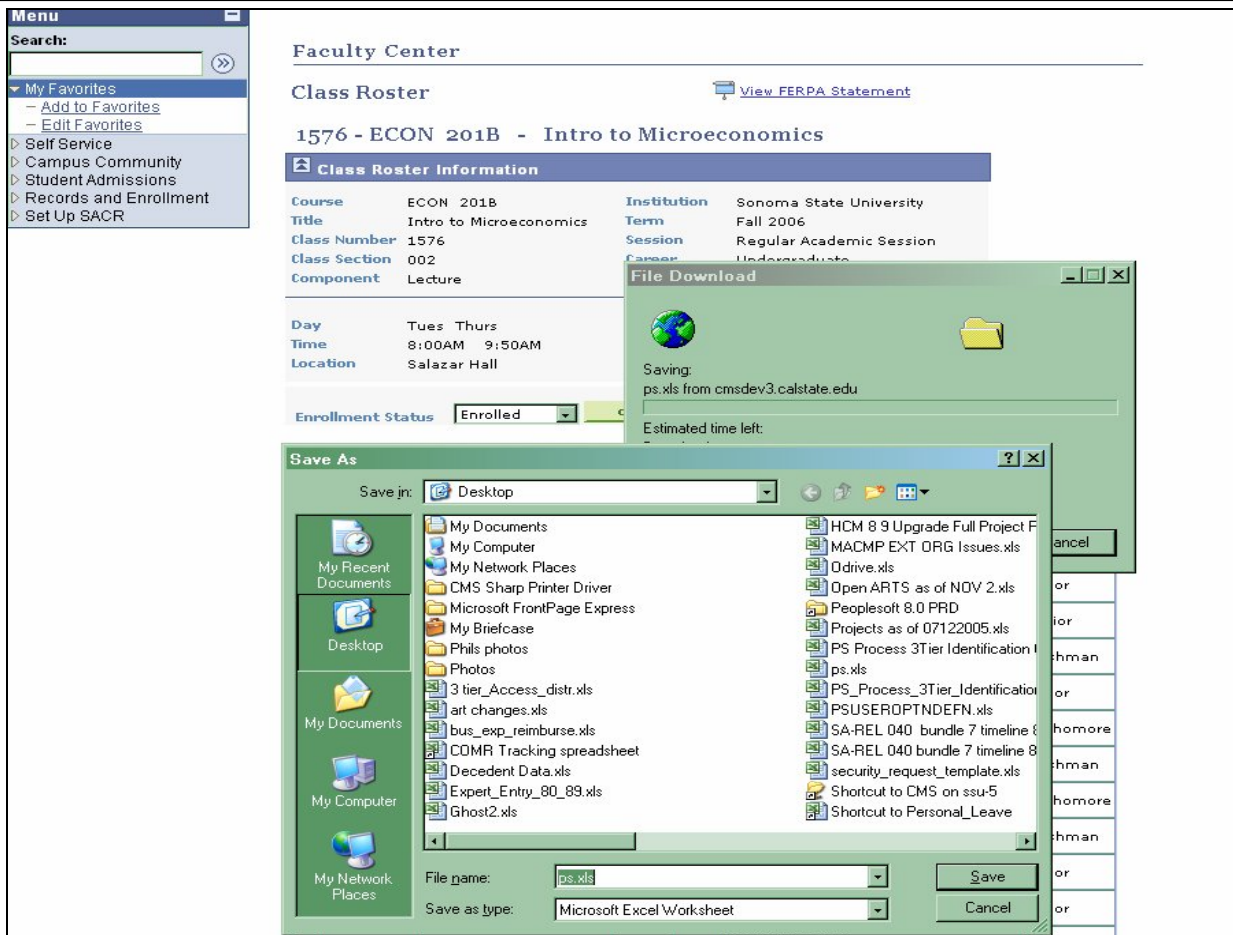 Menu
Search:
My Favorites
– Add to Favorites
– Edit Favorites
Self Service
Campus Community
Student Admissions
Records and Enrollment
Set Up SACR
Faculty Center
Class Roster
View FERPA Statement
1576 - ECON 201B - Intro to Microeconomics
Class Roster Information
Course ECON 201B Institution Sonoma State University
Title Intro to Microeconomics Term Fall 2006
Class Number 1576 Session Regular Academic Session
Class Section 002 Career Undergraduate
Component Lecture
Day Tues Thurs
Time 8:00AM 9:50AM
Location Salazar Hall
Enrollment Status Enrolled
File Download
Saving:
ps.xls from cmsdev3.calstate.edu
Estimated time left:
ancel
Save As
Save in: Desktop
My Recent Documents
Desktop
My Documents
My Computer
My Network Places
My Documents
My Computer
My Network Places
CMS Sharp Printer Driver
Microsoft FrontPage Express
My Briefcase
Phils photos
Photos
3 tier_Access_distr.xls
art changes.xls
bus_exp_reimburse.xls
COMR Tracking spreadsheet
Decedent Data.xls
Expert_Entry_80_89.xls
Ghost2.xls
HCM 8 9 Upgrade Full Project F
MACMP EXT ORG Issues.xls
Odrive.xls
Open ARTS as of NOV 2.xls
Peoplesoft 8.0 PRD
Projects as of 07122005.xls
PS Process 3Tier Identification
ps.xls
PS_Process_3Tier_Identification
PSUSEROPTNDEFN.xls
SA-REL 040 bundle 7 timeline 8
SA-REL 040 bundle 7 timeline 8
security_request_template.xls
Shortcut to CMS on ssu-5
Shortcut to Personal_Leave
File name: ps.xls Save
Save as type: Microsoft Excel Worksheet Cancel
or
ior
hman
or
homore
hman
homore
hman
or
or